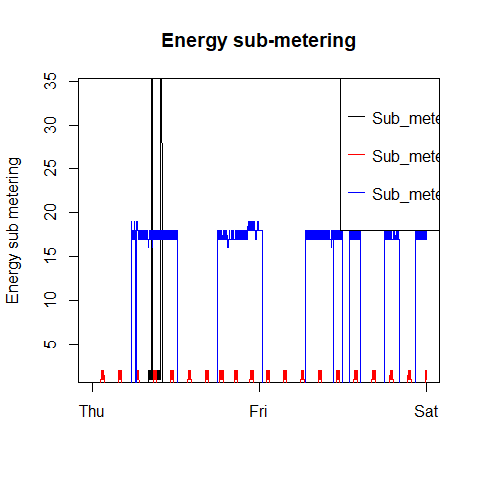 Energy sub-metering
Energy sub metering
35
30
25
20
15
10
5
Sub_mete
Sub_mete
Sub_mete
Thu
Fri
Sat